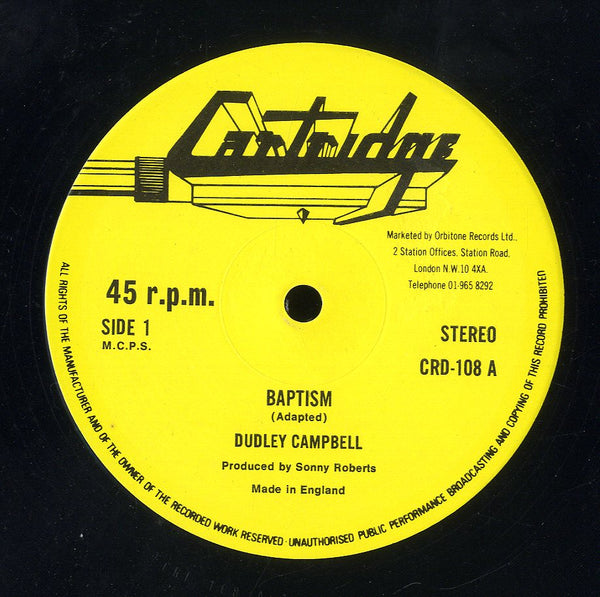 Cartridge
Marketed by Orbitone Records Ltd.,
2 Station Offices, Station Road,
London N.W.10 4XA.
Telephone 01-965 8292
45 r.p.m.
SIDE 1
M.C.P.S.
STEREO
CRD-108 A
BAPTISM
(Adapted)
DUDLEY CAMPBELL
Produced by Sonny Roberts
Made in England
ALL RIGHTS OF THE MANUFACTURER AND OF THE OWNER OF THE RECORDED WORK RESERVED · UNAUTHORISED PUBLIC PERFORMANCE BROADCASTING AND COPYING OF THIS RECORD PROHIBITED